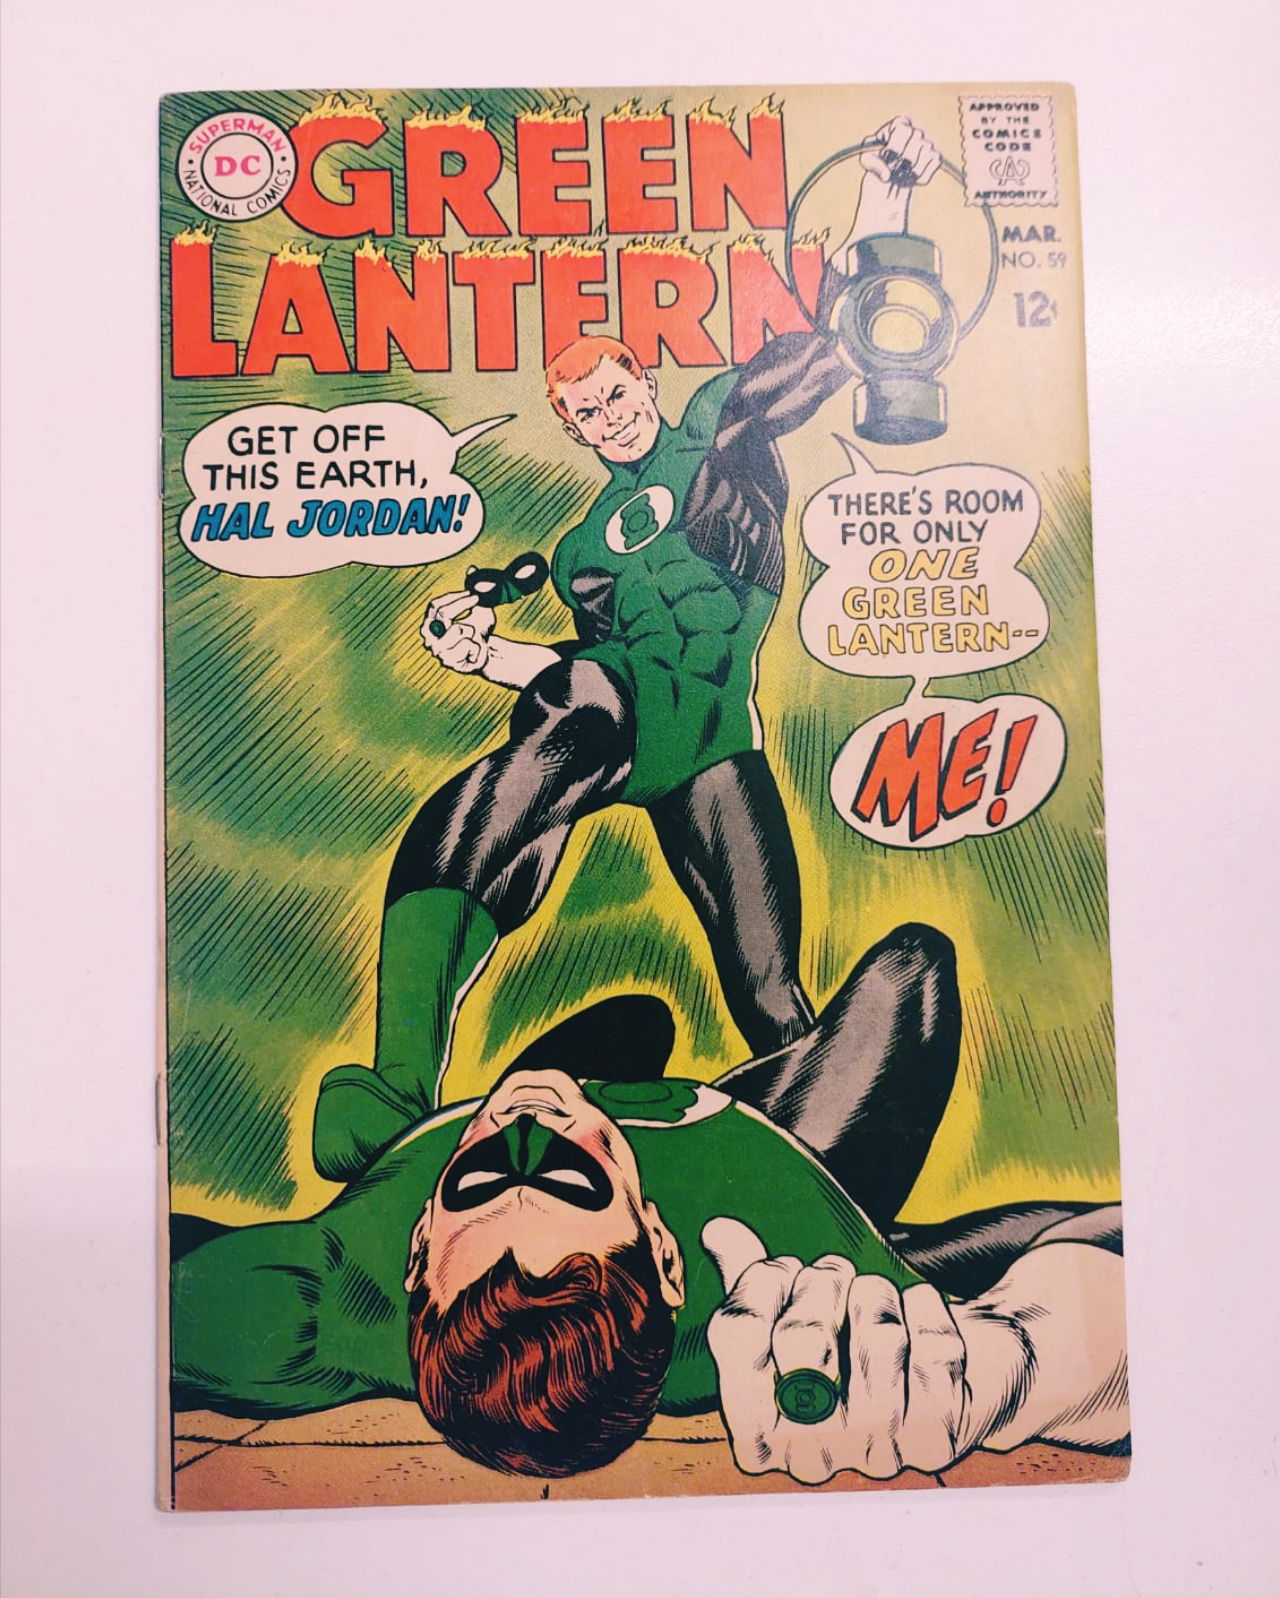 SUPERMAN
DC
NATIONAL COMICS
GREEN
LANTERN
APPROVED
BY THE
COMICS
CODE
CA
AUTHORITY
MAR.
NO. 59
12¢
GET OFF
THIS EARTH,
HAL JORDAN!
THERE'S ROOM
FOR ONLY
ONE
GREEN
LANTERN--
ME!